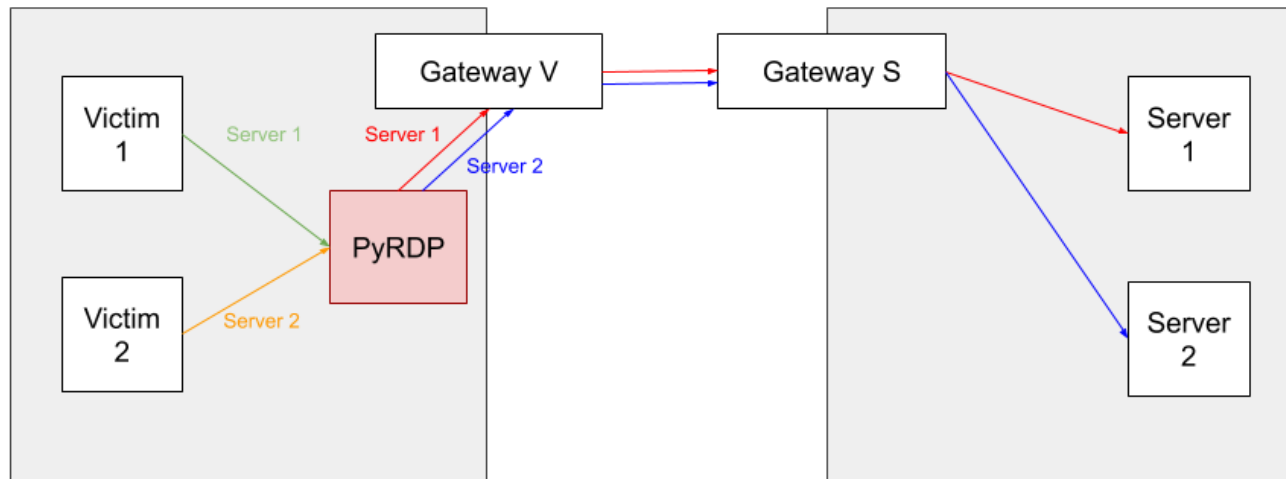 Gateway V
Gateway S
Victim
1
Server 1
Server 1
Server 2
Server
1
PyRDP
Victim
2
Server 2
Server
2